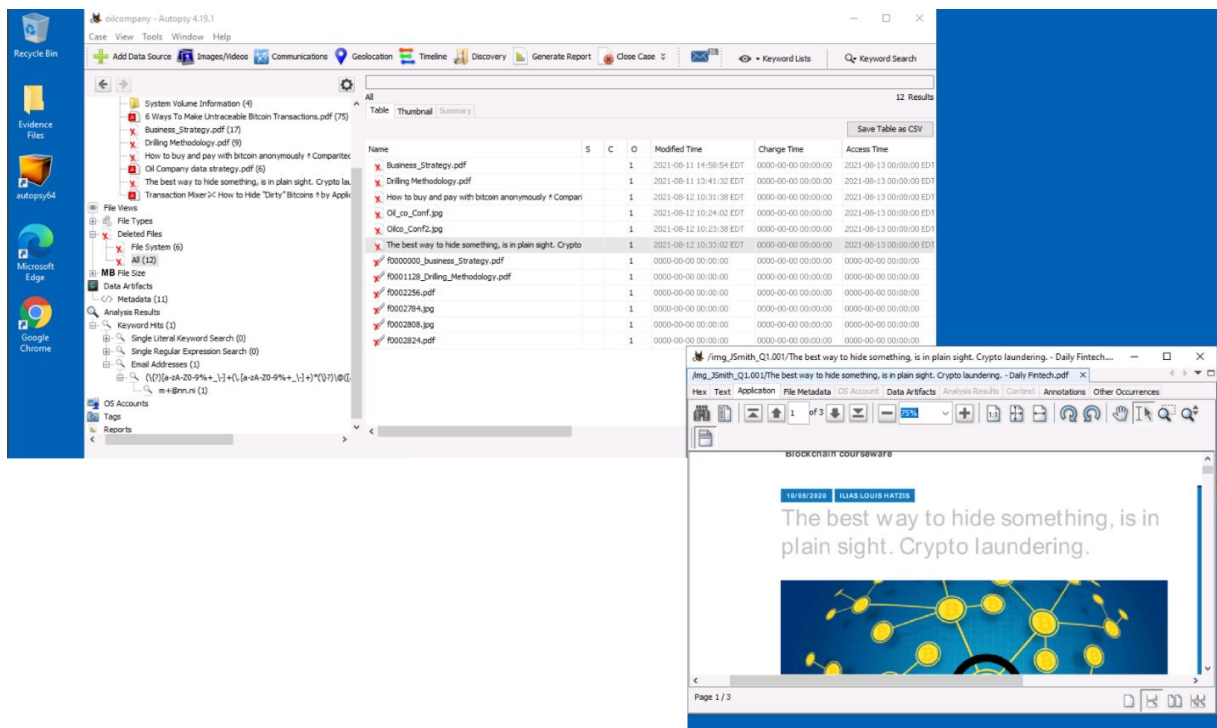 Recycle Bin
Evidence
Files
autopsy64
Microsoft
Edge
Google
Chrome
oilcompany - Autopsy 4.19.1
Case View Tools Window Help
Add Data Source Images/Videos Communications Geolocation Timeline Discovery Generate Report Close Case Keyword Lists Keyword Search
System Volume Information (4)
6 Ways To Make Untraceable Bitcoin Transactions.pdf (75)
Business_Strategy.pdf (17)
Drilling Methodology.pdf (9)
How to buy and pay with bitcoin anonymously
Oil Company data strategy.pdf (6)
The best way to hide something, is in plain sight. Crypto
Transaction Mixer
How to Hide "Dirty" Bitcoins
File Views
File Types
Deleted Files
File System (6)
All (12)
MB File Size
Data Artifacts
Metadata (11)
Analysis Results
Keyword Hits (1)
Single Literal Keyword Search (0)
Single Regular Expression Search (0)
Email Addresses (1)
m+@nn.ni (1)
OS Accounts
Tags
Reports
All
12 Results
Table Thumbnail Summary
Save Table as CSV
Name S C O Modified Time Change Time Access Time
Business_Strategy.pdf 1 2021-08-11 14:58:54 EDT 0000-00-00 00:00:00 2021-08-13 00:00:00 EDT
Drilling Methodology.pdf 1 2021-08-11 13:41:32 EDT 0000-00-00 00:00:00 2021-08-13 00:00:00 EDT
How to buy and pay with bitcoin anonymously 1 2021-08-12 10:31:38 EDT 0000-00-00 00:00:00 2021-08-13 00:00:00 EDT
Oil_co_Conf.jpg 1 2021-08-12 10:24:02 EDT 0000-00-00 00:00:00 2021-08-13 00:00:00 EDT
Oilco_Conf2.jpg 1 2021-08-12 10:23:38 EDT 0000-00-00 00:00:00 2021-08-13 00:00:00 EDT
The best way to hide something, is in plain sight. Crypto 1 2021-08-12 10:33:02 EDT 0000-00-00 00:00:00 2021-08-13 00:00:00 EDT
f0000000_business_Strategy.pdf 1 0000-00-00 00:00:00 0000-00-00 00:00:00 0000-00-00 00:00:00
f0001128_Drilling_Methodology.pdf 1 0000-00-00 00:00:00 0000-00-00 00:00:00 0000-00-00 00:00:00
f0002256.pdf 1 0000-00-00 00:00:00 0000-00-00 00:00:00 0000-00-00 00:00:00
f0002784.jpg 1 0000-00-00 00:00:00 0000-00-00 00:00:00 0000-00-00 00:00:00
f0002808.jpg 1 0000-00-00 00:00:00 0000-00-00 00:00:00 0000-00-00 00:00:00
f0002824.pdf 1 0000-00-00 00:00:00 0000-00-00 00:00:00 0000-00-00 00:00:00
/img_JSmith_Q1.001/The best way to hide something, is in plain sight. Crypto laundering. - Daily Fintech....
/img_JSmith_Q1.001/The best way to hide something, is in plain sight. Crypto laundering. - Daily Fintech.pdf
Hex Text Application File Metadata OS Account Data Artifacts Analysis Results Context Annotations Other Occurrences
1 of 3 75% 1:1
Blockchain courseware
10/08/2020 ILIAS LOUIS HATZIS
The best way to hide something, is in
plain sight. Crypto laundering.
Page 1 / 3